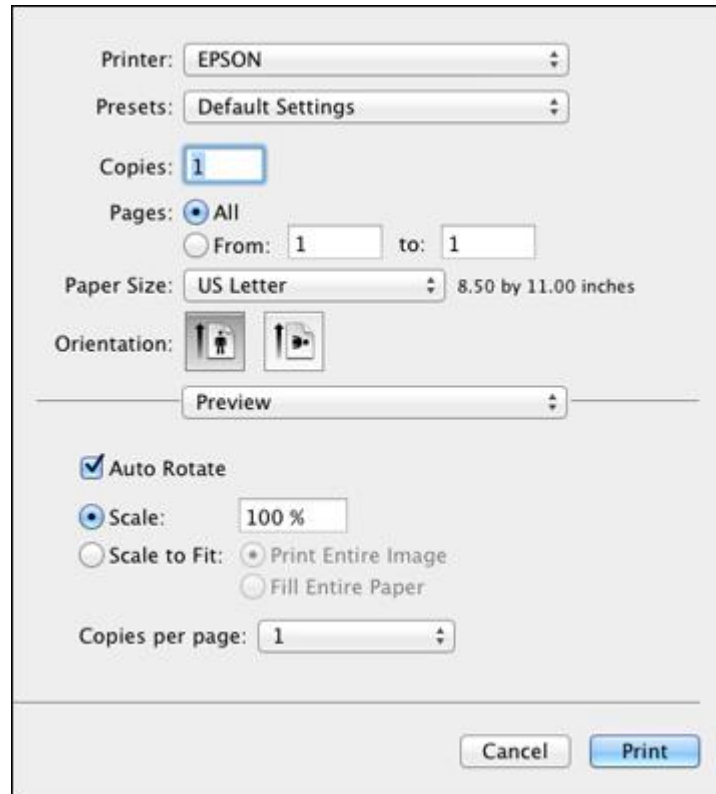 Printer: EPSON
Presets: Default Settings
Copies: 1
Pages: All
From: 1 to: 1
Paper Size: US Letter 8.50 by 11.00 inches
Orientation:
Preview
Auto Rotate
Scale: 100 %
Scale to Fit: Print Entire Image
Fill Entire Paper
Copies per page: 1
Cancel Print